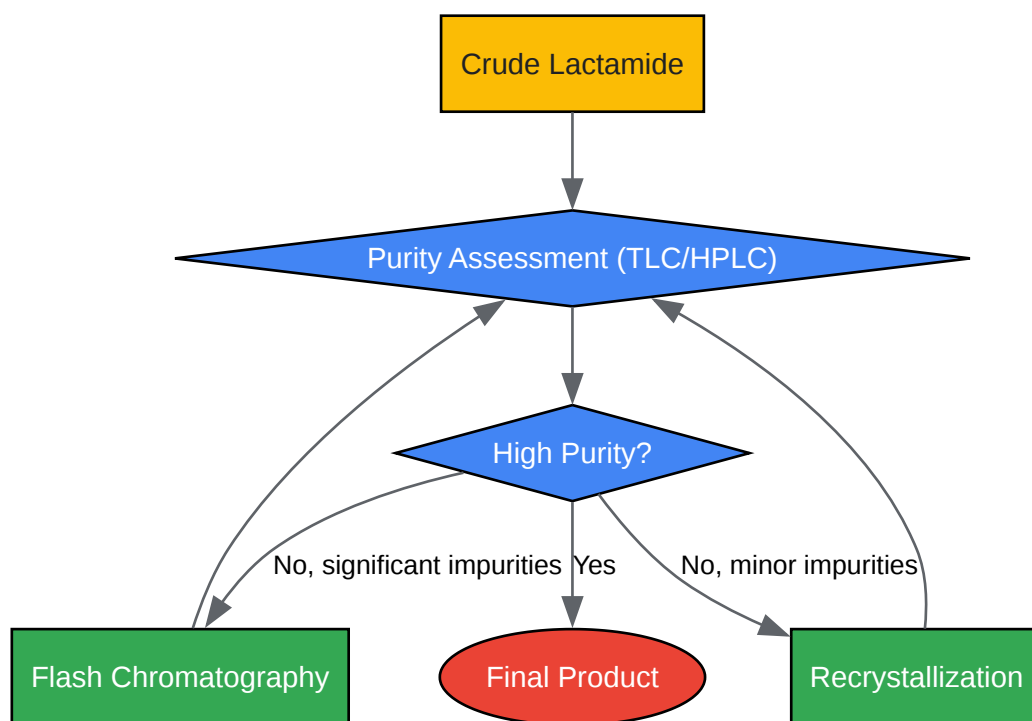 Crude Lactamide
Purity Assessment (TLC/HPLC)
High Purity?
No, significant impurities
Yes
No, minor impurities
Flash Chromatography
Final Product
Recrystallization